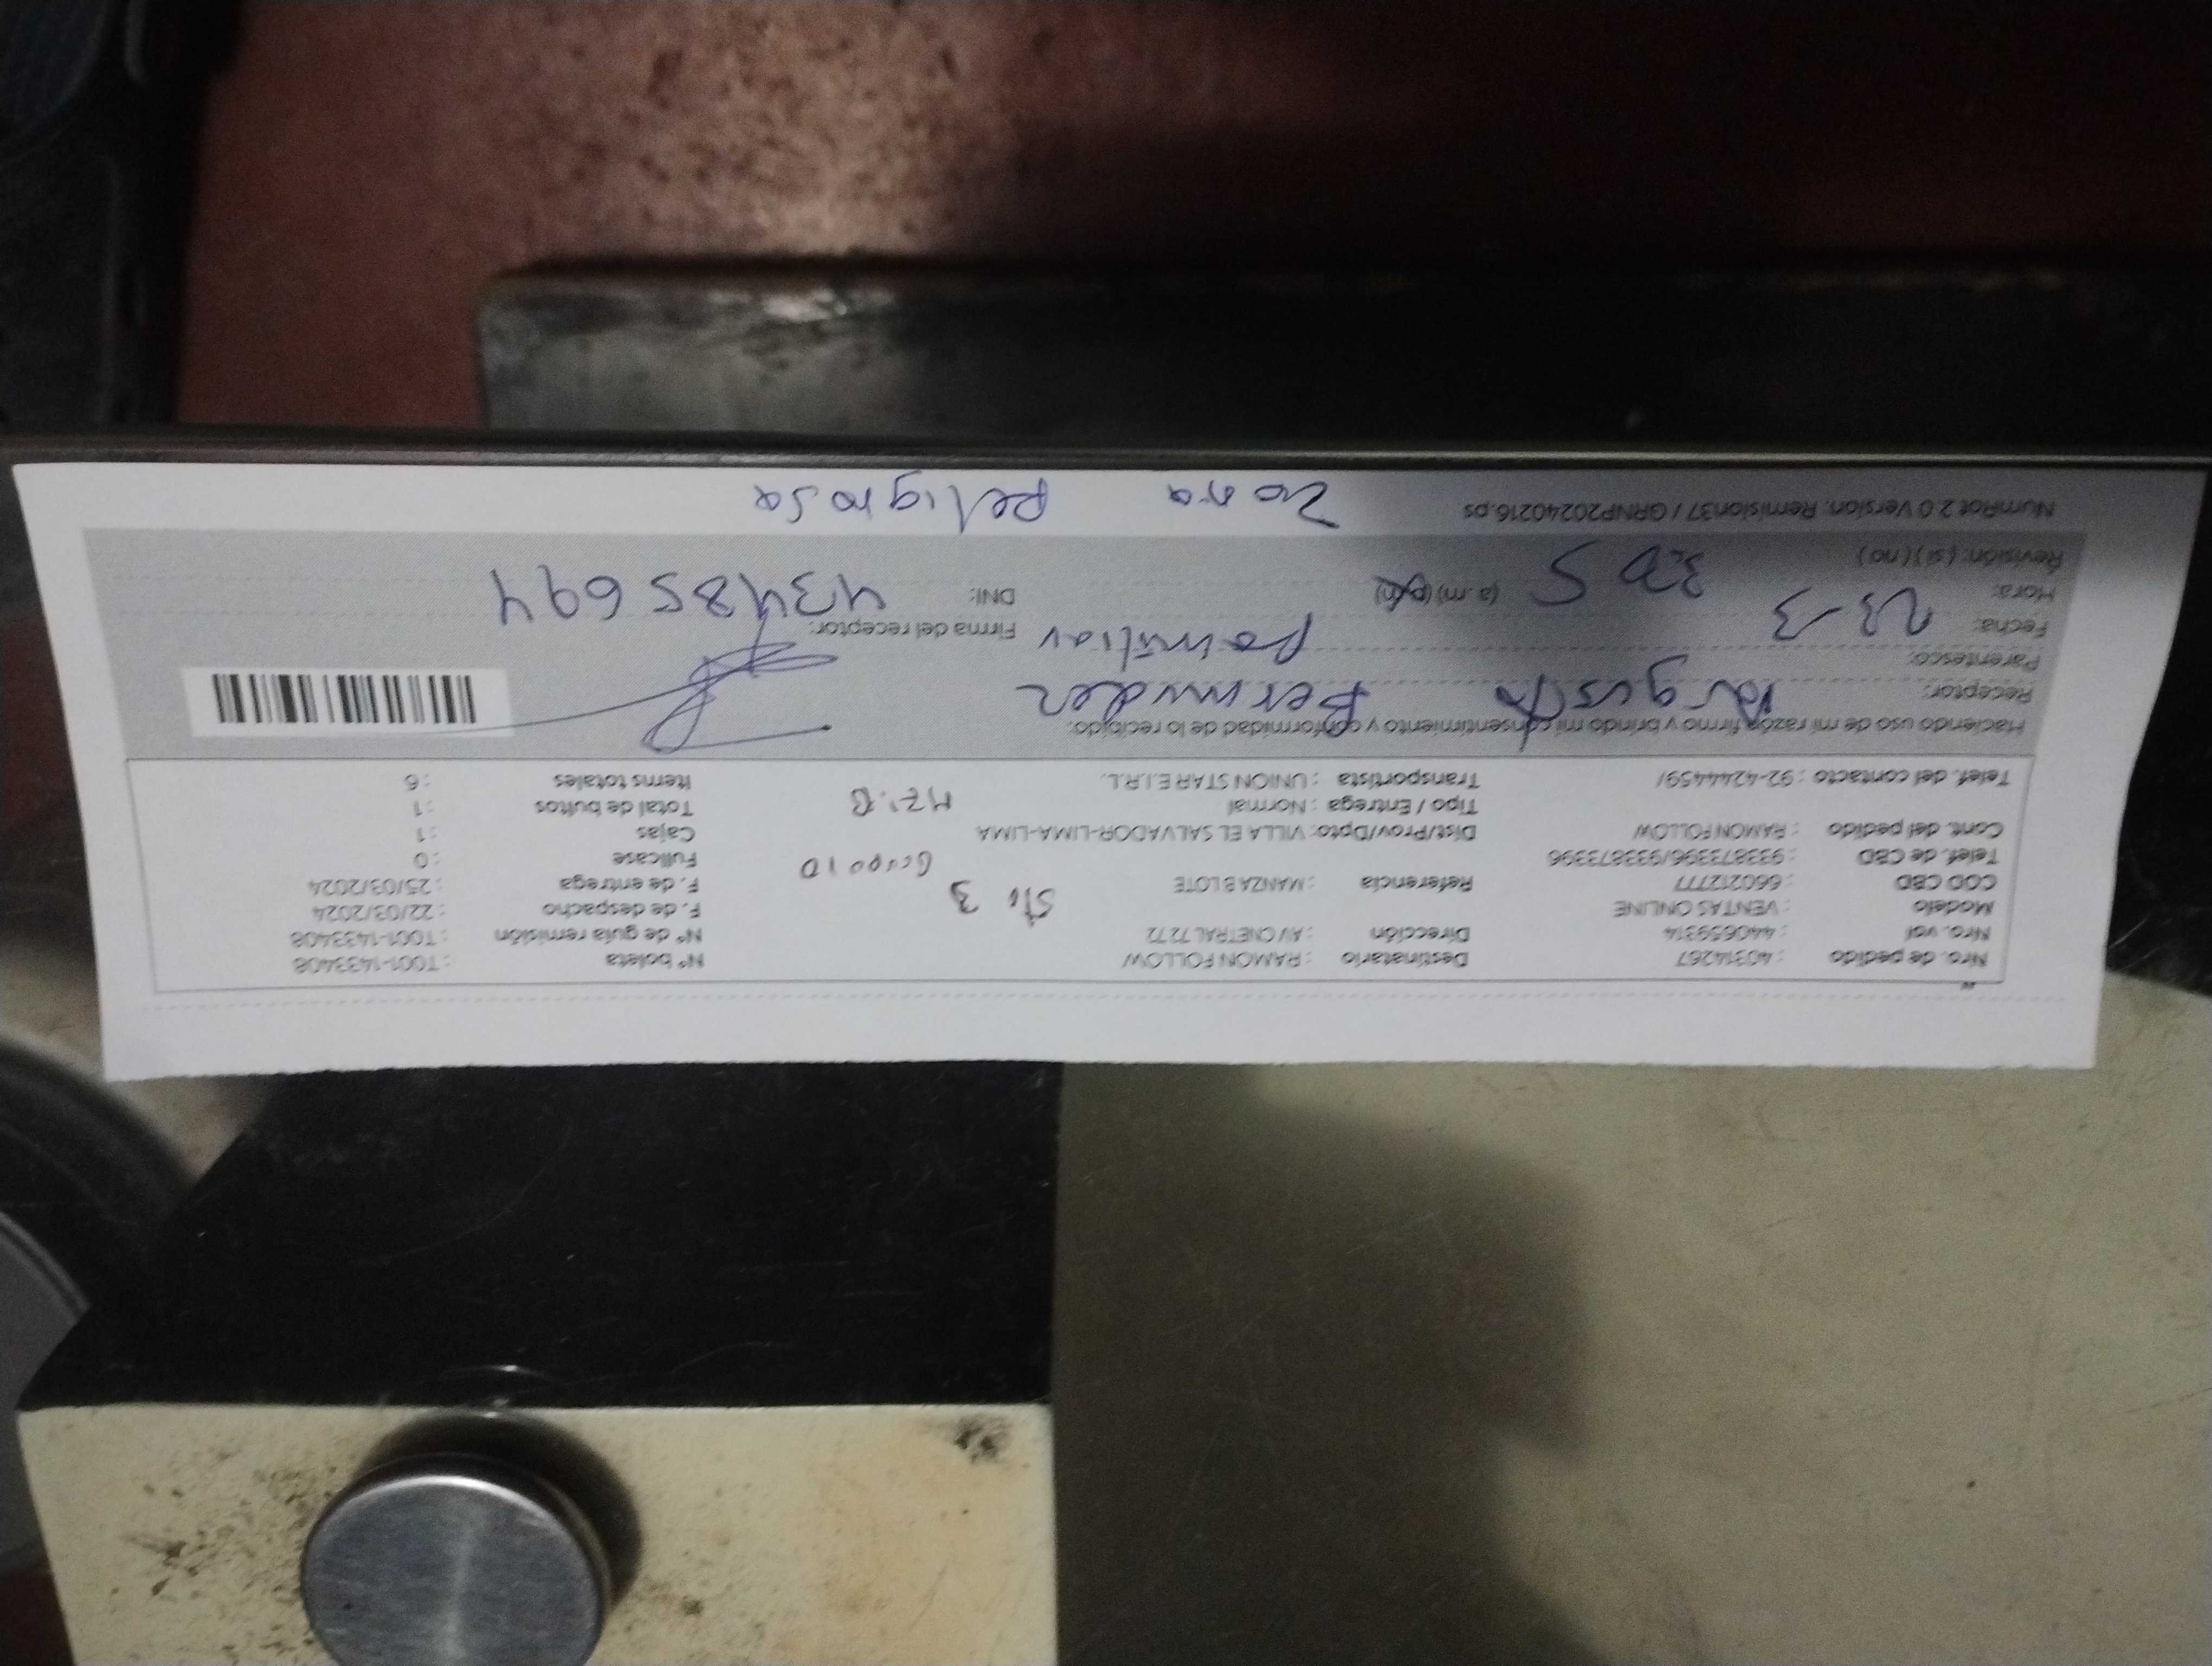 Nro. de pedido : 40314267 Destinatario : RAMON FOLLOW N° boleta : T001-1433408
Nro. vol : 440659314 Dirección : AV CNETRAL 7272 N° de guía remisión : T001-1433408
Modelo : VENTAS ONLINE Sto 3 F. de despacho : 22/03/2024
COD CBD : 660212777 Referencia : MANZA B LOTE F. de entrega : 25/03/2024
Telef. de CBD : 933873396/933873396 Grupo 10 Fullcase : 0
Cont. del pedido : RAMON FOLLOW Dist/Prov/Dpto: VILLA EL SALVADOR-LIMA-LIMA Cajas : 1
Tipo / Entrega : Normal MZ: B Total de bultos : 1
Telef. del contacto : 92-4244459/ Transportista : UNION STAR E.I.R.L. Items totales : 6
Haciendo uso de mi razón firmo y brindo mi consentimiento y conformidad de lo recibido:
Receptor: Bermudez
Parentesco: familiar
Fecha: 23-3 Firma del receptor:
Hora: (a.m) (p.m) DNI: 43485694
Revisión: ( si ) ( no )
NumRot 2.0 Version: Remision37 / GRNP20240216.ps Zona peligrosa